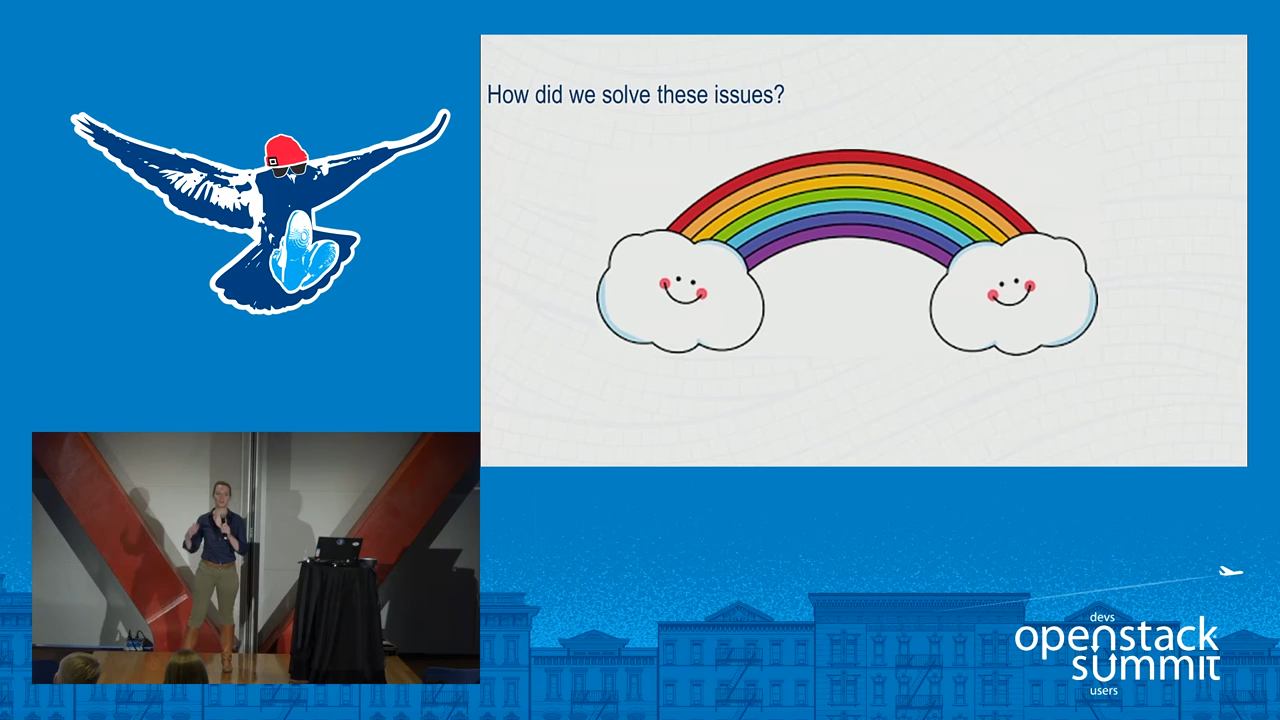 How did we solve these issues?
devs
openstack
summit
users